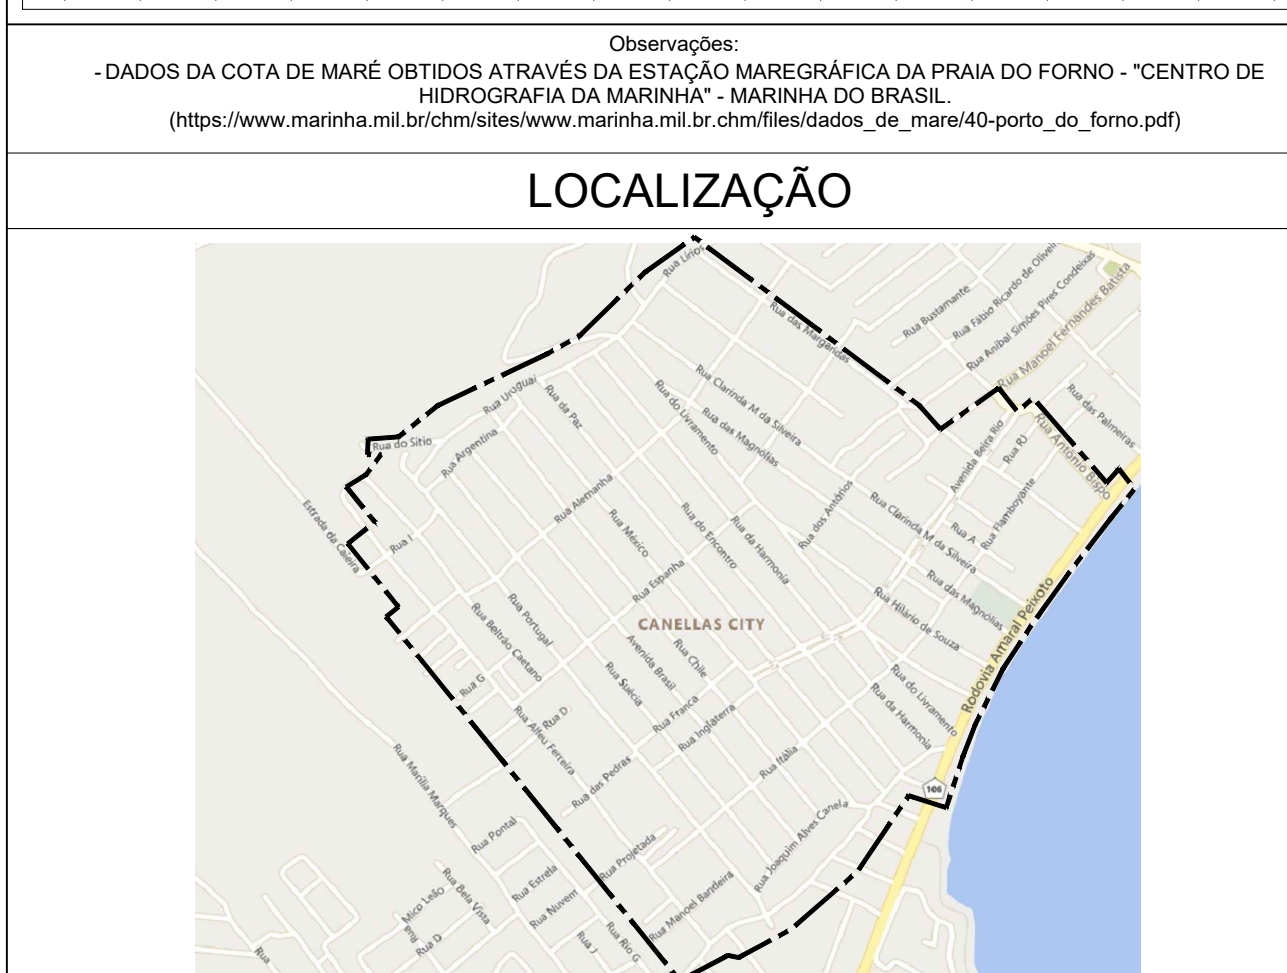 Observações:
- DADOS DA COTA DE MARÉ OBTIDOS ATRAVÉS DA ESTAÇÃO MAREGRÁFICA DA PRAIA DO FORNO - "CENTRO DE
HIDROGRAFIA DA MARINHA" - MARINHA DO BRASIL.
(https://www.marinha.mil.br/chm/sites/www.marinha.mil.br.chm/files/dados_de_mare/40-porto_do_forno.pdf)
LOCALIZAÇÃO
Rua Lírios
Rua das Margaridas
Rua Bustamante
Rua Fábio Ricardo de Oliveir
Rua Aníbal Simões Pires Condeixas
Rua Manoel Fernandes Batista
Rua das Palmeiras
Rua Antônio Bispo
Rua Uruguai
Rua da Paz
Rua do Livramento
Rua Clarinda M da Silveira
Rua das Magnólias
Rua do Sítio
Rua Argentina
Avenida Beira Rio
Rua RJ
Rua Flamboyante
Rua Alemanha
Rua dos Antórios
Rua Clarinda M da Silveira
Rua A
Estrada da Caleira
Rua I
Rua México
Rua do Encontro
Rua da Harmonia
Rua Espanha
Rua das Magnólias
Rua Hilário de Souza
Rodovia Amaral Peixoto
Rua Portugal
Rua Beltrão Caetano
CANELLAS CITY
Rua Chile
Avenida Brasil
Rua Suécia
Rua G
Rua D
Rua Alfeu Ferreira
Rua França
Rua Inglaterra
Rua do Livramento
Rua da Harmonia
Rua Itália
Rua das Pedras
106
Rua Marília Marques
Rua Pontal
Rua Projetada
Rua Joaquim Alves Canela
Rua Estrela
Rua Nuvem
Rua Manoel Bandeira
Rua Bela Vista
Rua Mico Leão
Rua D
Rua J
Rua Rio G
Rua